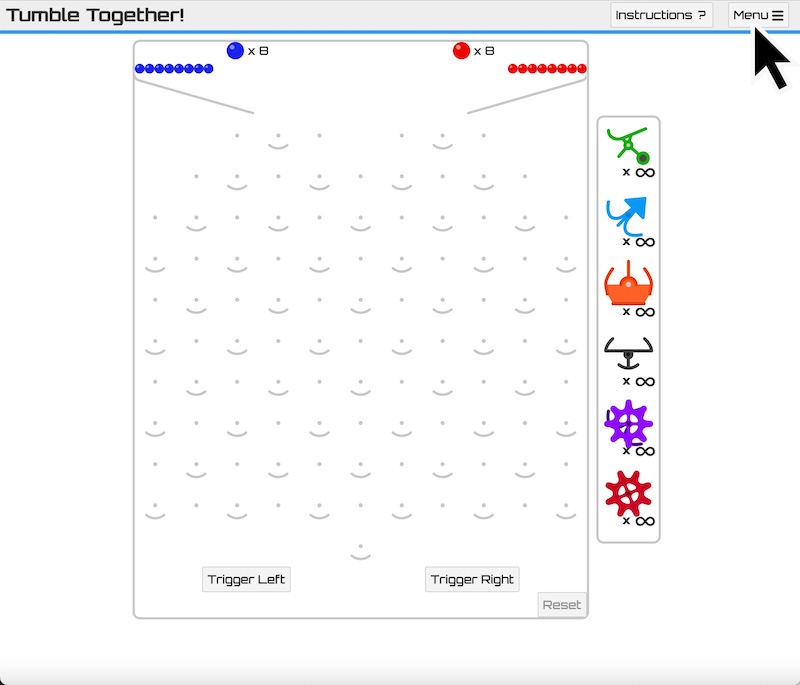 Tumble Together!
Instructions ?
Menu
x 8
x 8
x ∞
x ∞
x ∞
x ∞
x ∞
x ∞
Trigger Left
Trigger Right
Reset